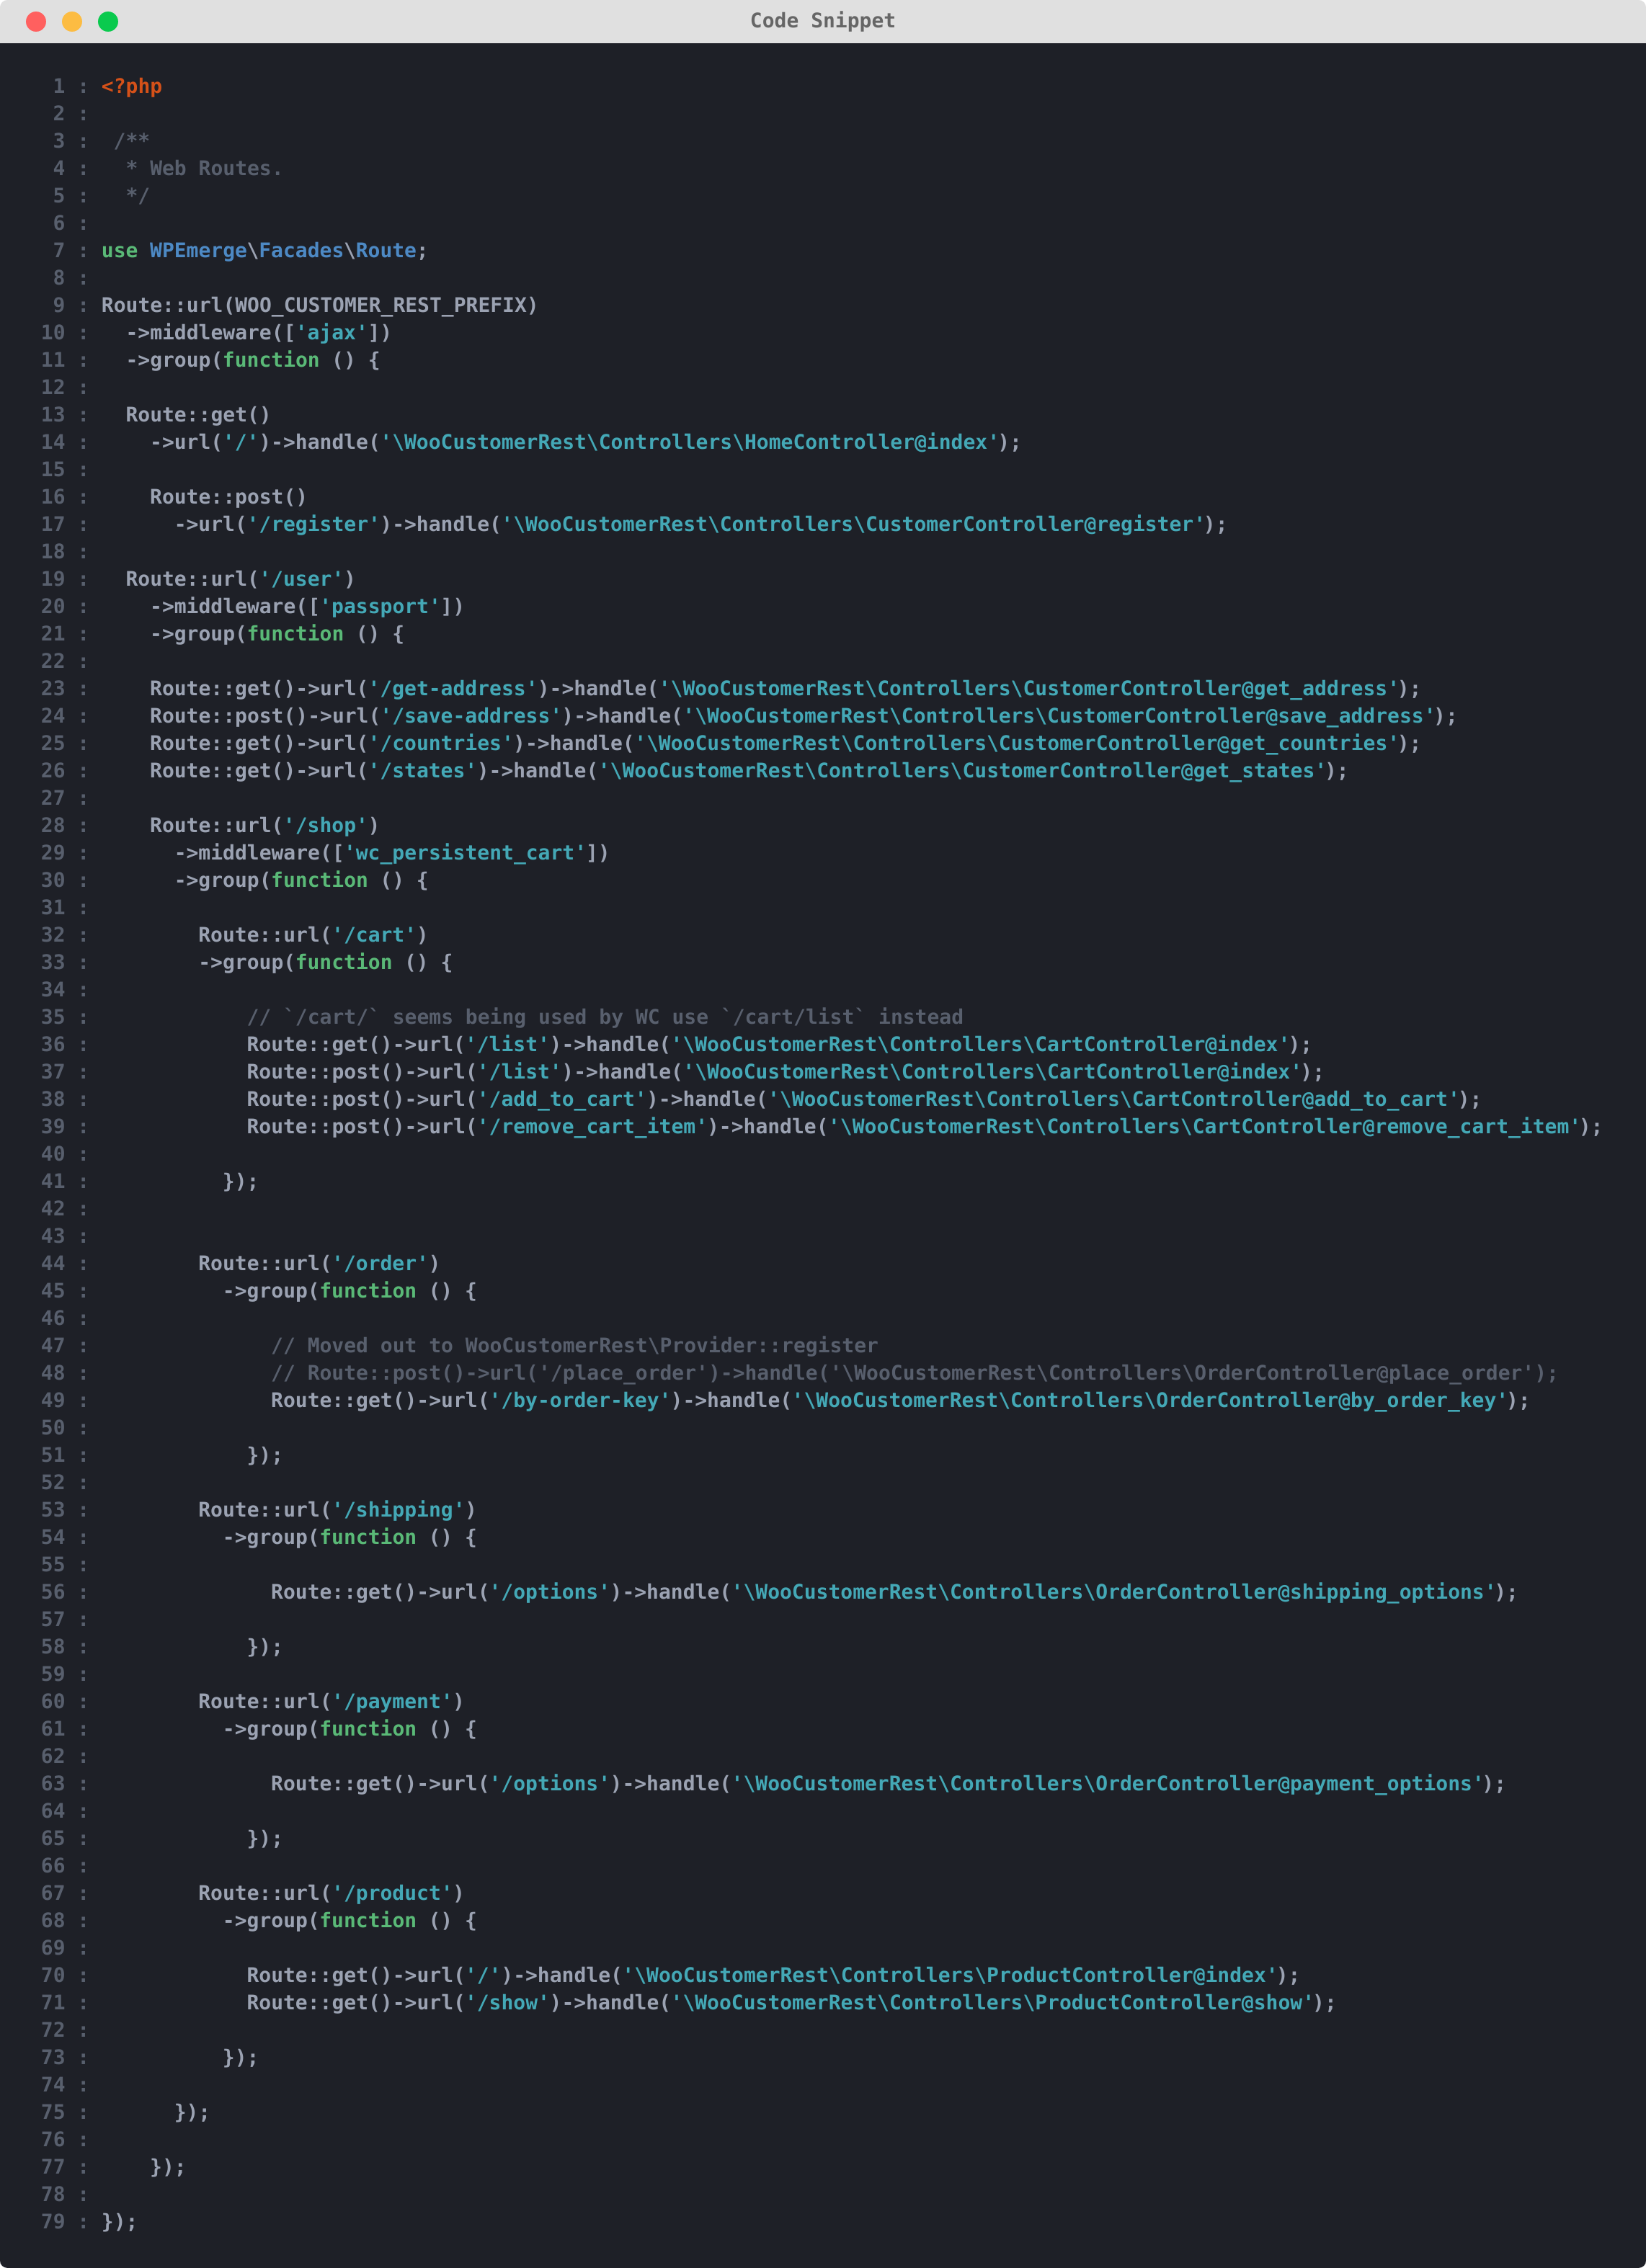 Code Snippet
1 : <?php
2 :
3 :  /**
4 :   * Web Routes.
5 :   */
6 :
7 : use WPEmerge\Facades\Route;
8 :
9 : Route::url(WOO_CUSTOMER_REST_PREFIX)
10 :   ->middleware(['ajax'])
11 :   ->group(function () {
12 :
13 :   Route::get()
14 :     ->url('/')->handle('\WooCustomerRest\Controllers\HomeController@index');
15 :
16 :     Route::post()
17 :       ->url('/register')->handle('\WooCustomerRest\Controllers\CustomerController@register');
18 :
19 :   Route::url('/user')
20 :     ->middleware(['passport'])
21 :     ->group(function () {
22 :
23 :     Route::get()->url('/get-address')->handle('\WooCustomerRest\Controllers\CustomerController@get_address');
24 :     Route::post()->url('/save-address')->handle('\WooCustomerRest\Controllers\CustomerController@save_address');
25 :     Route::get()->url('/countries')->handle('\WooCustomerRest\Controllers\CustomerController@get_countries');
26 :     Route::get()->url('/states')->handle('\WooCustomerRest\Controllers\CustomerController@get_states');
27 :
28 :     Route::url('/shop')
29 :       ->middleware(['wc_persistent_cart'])
30 :       ->group(function () {
31 :
32 :         Route::url('/cart')
33 :         ->group(function () {
34 :
35 :             // `/cart/` seems being used by WC use `/cart/list` instead
36 :             Route::get()->url('/list')->handle('\WooCustomerRest\Controllers\CartController@index');
37 :             Route::post()->url('/list')->handle('\WooCustomerRest\Controllers\CartController@index');
38 :             Route::post()->url('/add_to_cart')->handle('\WooCustomerRest\Controllers\CartController@add_to_cart');
39 :             Route::post()->url('/remove_cart_item')->handle('\WooCustomerRest\Controllers\CartController@remove_cart_item');
40 :
41 :           });
42 :
43 :
44 :         Route::url('/order')
45 :           ->group(function () {
46 :
47 :               // Moved out to WooCustomerRest\Provider::register
48 :               // Route::post()->url('/place_order')->handle('\WooCustomerRest\Controllers\OrderController@place_order');
49 :               Route::get()->url('/by-order-key')->handle('\WooCustomerRest\Controllers\OrderController@by_order_key');
50 :
51 :             });
52 :
53 :         Route::url('/shipping')
54 :           ->group(function () {
55 :
56 :               Route::get()->url('/options')->handle('\WooCustomerRest\Controllers\OrderController@shipping_options');
57 :
58 :             });
59 :
60 :         Route::url('/payment')
61 :           ->group(function () {
62 :
63 :               Route::get()->url('/options')->handle('\WooCustomerRest\Controllers\OrderController@payment_options');
64 :
65 :             });
66 :
67 :         Route::url('/product')
68 :           ->group(function () {
69 :
70 :             Route::get()->url('/')->handle('\WooCustomerRest\Controllers\ProductController@index');
71 :             Route::get()->url('/show')->handle('\WooCustomerRest\Controllers\ProductController@show');
72 :
73 :           });
74 :
75 :       });
76 :
77 :     });
78 :
79 : });